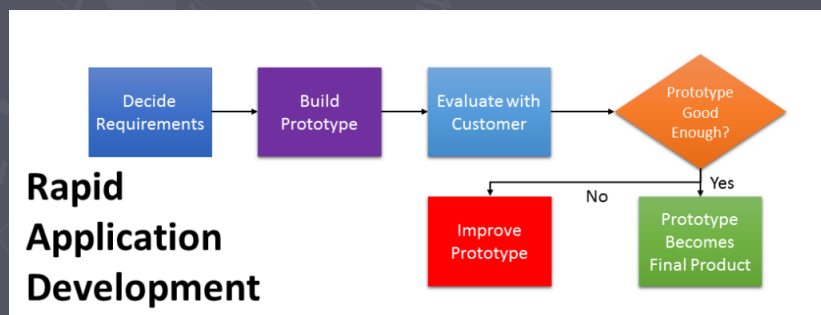 Decide
Requirements
Build
Prototype
Evaluate with
Customer
Prototype
Good
Enough?
Yes
No
Improve
Prototype
Prototype
Becomes
Final Product
Rapid
Application
Development